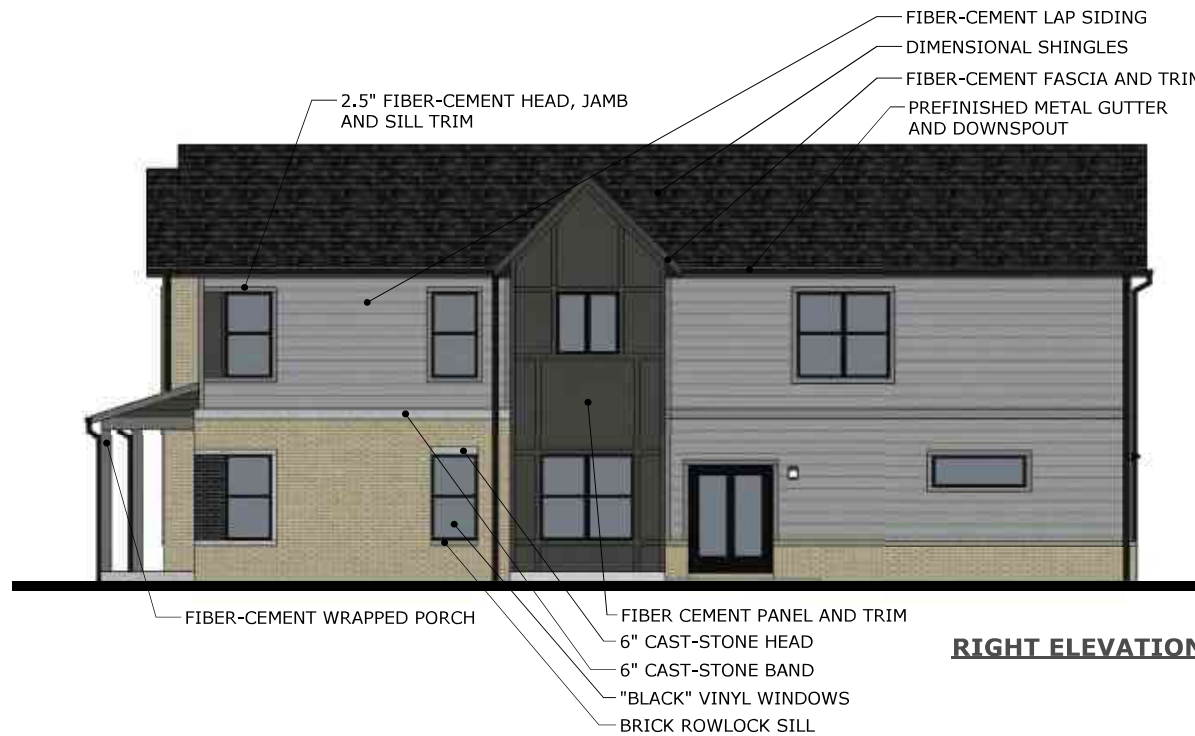 FIBER-CEMENT LAP SIDING
DIMENSIONAL SHINGLES
FIBER-CEMENT FASCIA AND TRIM
PREFINISHED METAL GUTTER
AND DOWNSPOUT
2.5" FIBER-CEMENT HEAD, JAMB
AND SILL TRIM
FIBER-CEMENT WRAPPED PORCH
FIBER CEMENT PANEL AND TRIM
6" CAST-STONE HEAD
6" CAST-STONE BAND
"BLACK" VINYL WINDOWS
BRICK ROWLOCK SILL
RIGHT ELEVATION